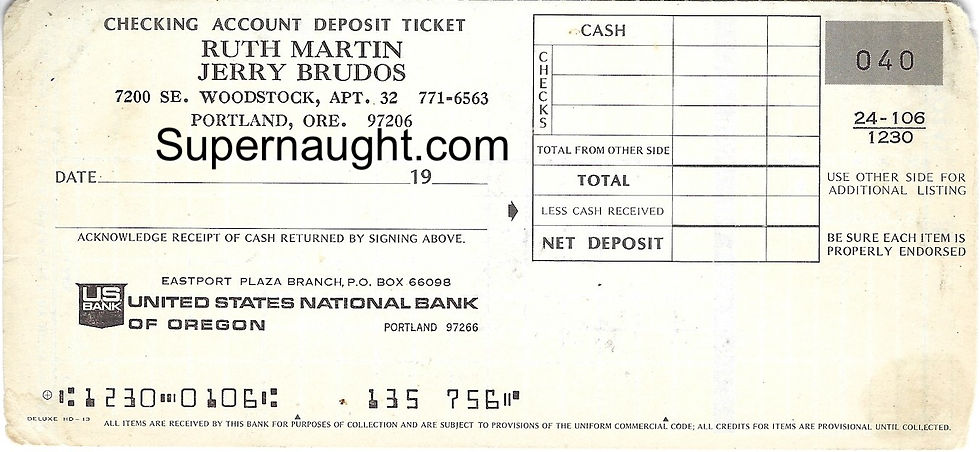 CHECKING ACCOUNT DEPOSIT TICKET
RUTH MARTIN
JERRY BRUDOS
7200 SE. WOODSTOCK, APT. 32 771-6563
PORTLAND, ORE. 97206
Supernaught.com
DATE 19
ACKNOWLEDGE RECEIPT OF CASH RETURNED BY SIGNING ABOVE.
EASTPORT PLAZA BRANCH, P.O. BOX 66098
US BANK
UNITED STATES NATIONAL BANK
OF OREGON PORTLAND 97266
CASH
CHECKS
TOTAL FROM OTHER SIDE
TOTAL
LESS CASH RECEIVED
NET DEPOSIT
040
24-106
1230
USE OTHER SIDE FOR
ADDITIONAL LISTING
BE SURE EACH ITEM IS
PROPERLY ENDORSED
⑆1230⑉0106⑆ 135 756⑈
DELUXE HD-13
ALL ITEMS ARE RECEIVED BY THIS BANK FOR PURPOSES OF COLLECTION AND ARE SUBJECT TO PROVISIONS OF THE UNIFORM COMMERCIAL CODE; ALL CREDITS FOR ITEMS ARE PROVISIONAL UNTIL COLLECTED.